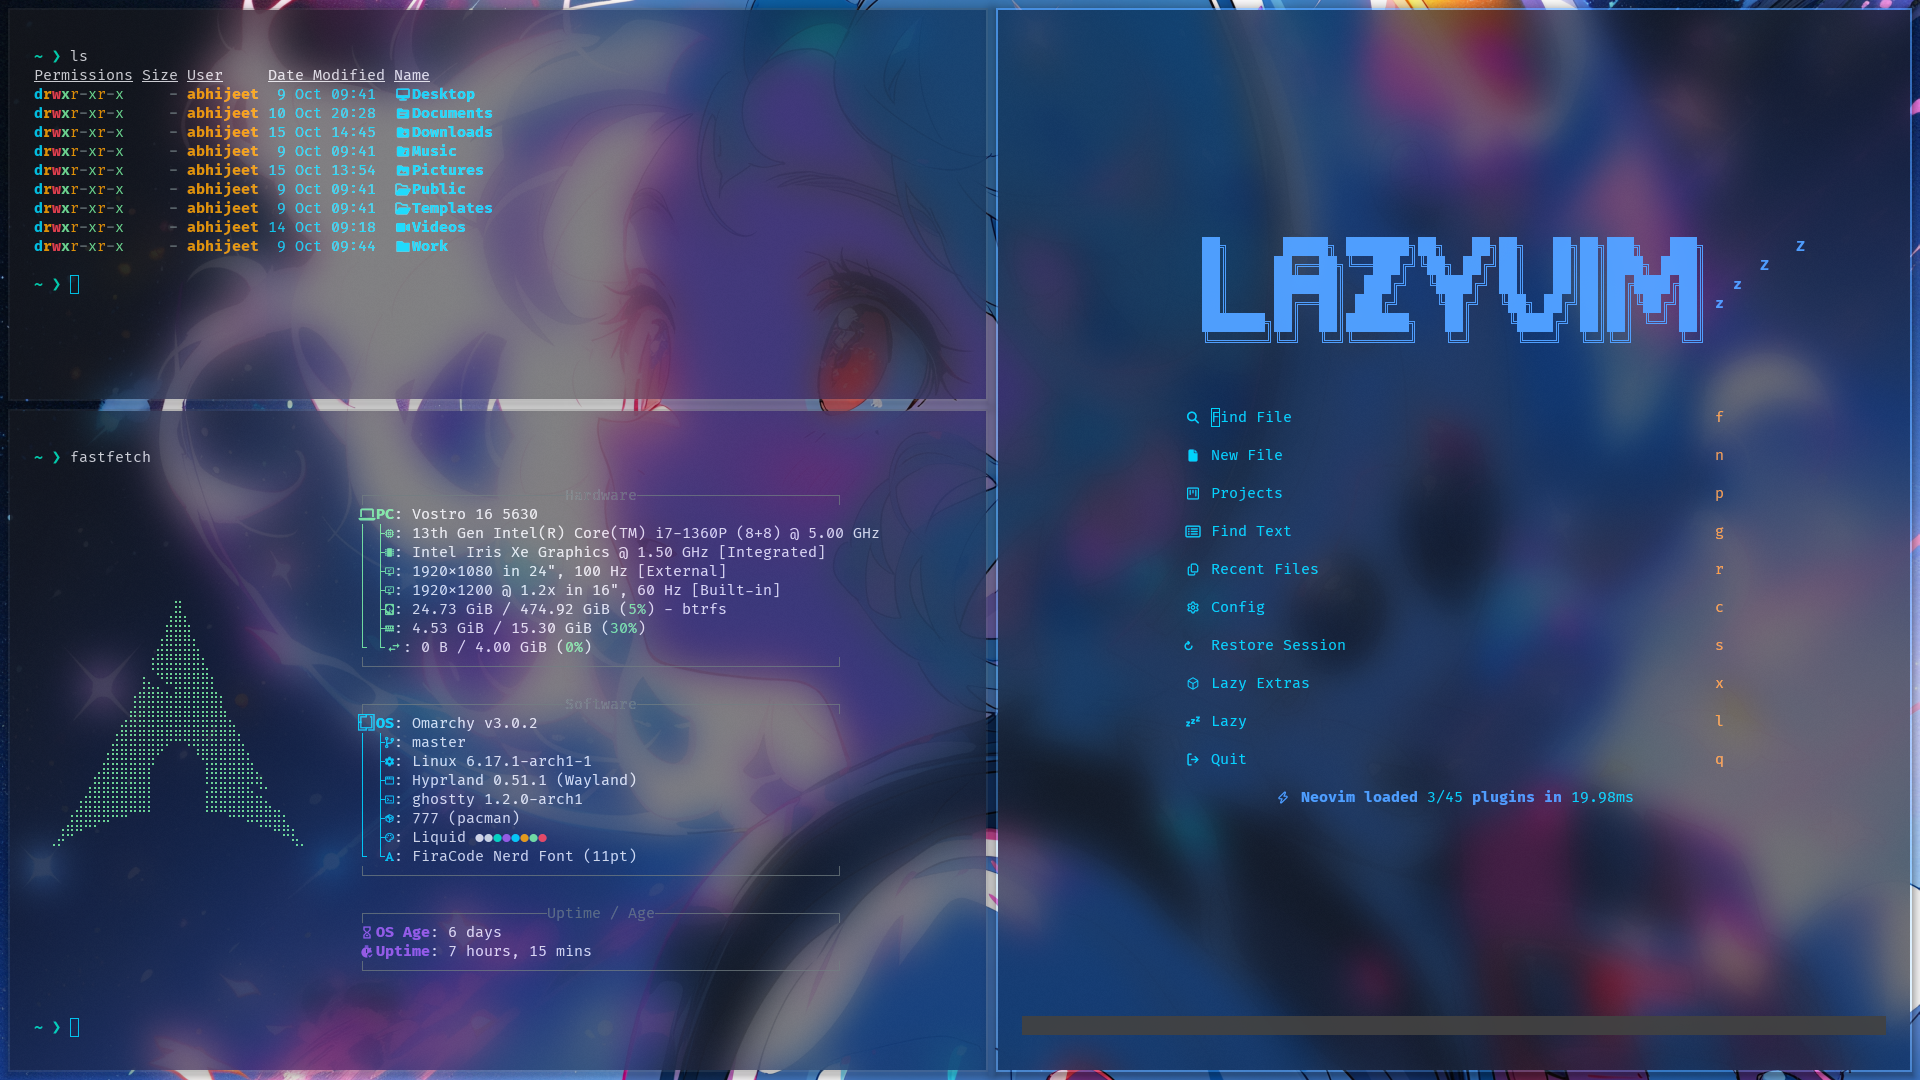 ~ ❯ ls
Permissions Size User     Date Modified Name
drwxr-xr-x     - abhijeet  9 Oct 09:41  Desktop
drwxr-xr-x     - abhijeet 10 Oct 20:28  Documents
drwxr-xr-x     - abhijeet 15 Oct 14:45  Downloads
drwxr-xr-x     - abhijeet  9 Oct 09:41  Music
drwxr-xr-x     - abhijeet 15 Oct 13:54  Pictures
drwxr-xr-x     - abhijeet  9 Oct 09:41  Public
drwxr-xr-x     - abhijeet  9 Oct 09:41  Templates
drwxr-xr-x     - abhijeet 14 Oct 09:18  Videos
drwxr-xr-x     - abhijeet  9 Oct 09:44  Work
~ ❯
~ ❯ fastfetch
Hardware
PC: Vostro 16 5630
: 13th Gen Intel(R) Core(TM) i7-1360P (8+8) @ 5.00 GHz
: Intel Iris Xe Graphics @ 1.50 GHz [Integrated]
: 1920×1080 in 24", 100 Hz [External]
: 1920×1200 @ 1.2x in 16", 60 Hz [Built-in]
: 24.73 GiB / 474.92 GiB (5%) - btrfs
: 4.53 GiB / 15.30 GiB (30%)
: 0 B / 4.00 GiB (0%)
Software
OS: Omarchy v3.0.2
: master
: Linux 6.17.1-arch1-1
: Hyprland 0.51.1 (Wayland)
: ghostty 1.2.0-arch1
: 777 (pacman)
: Liquid ●●●●●●●●
: FiraCode Nerd Font (11pt)
Uptime / Age
OS Age: 6 days
Uptime: 7 hours, 15 mins
~ ❯
LAZYVIM z z z z
Find File f
New File n
Projects p
Find Text g
Recent Files r
Config c
Restore Session s
Lazy Extras x
Lazy l
Quit q
Neovim loaded 3/45 plugins in 19.98ms